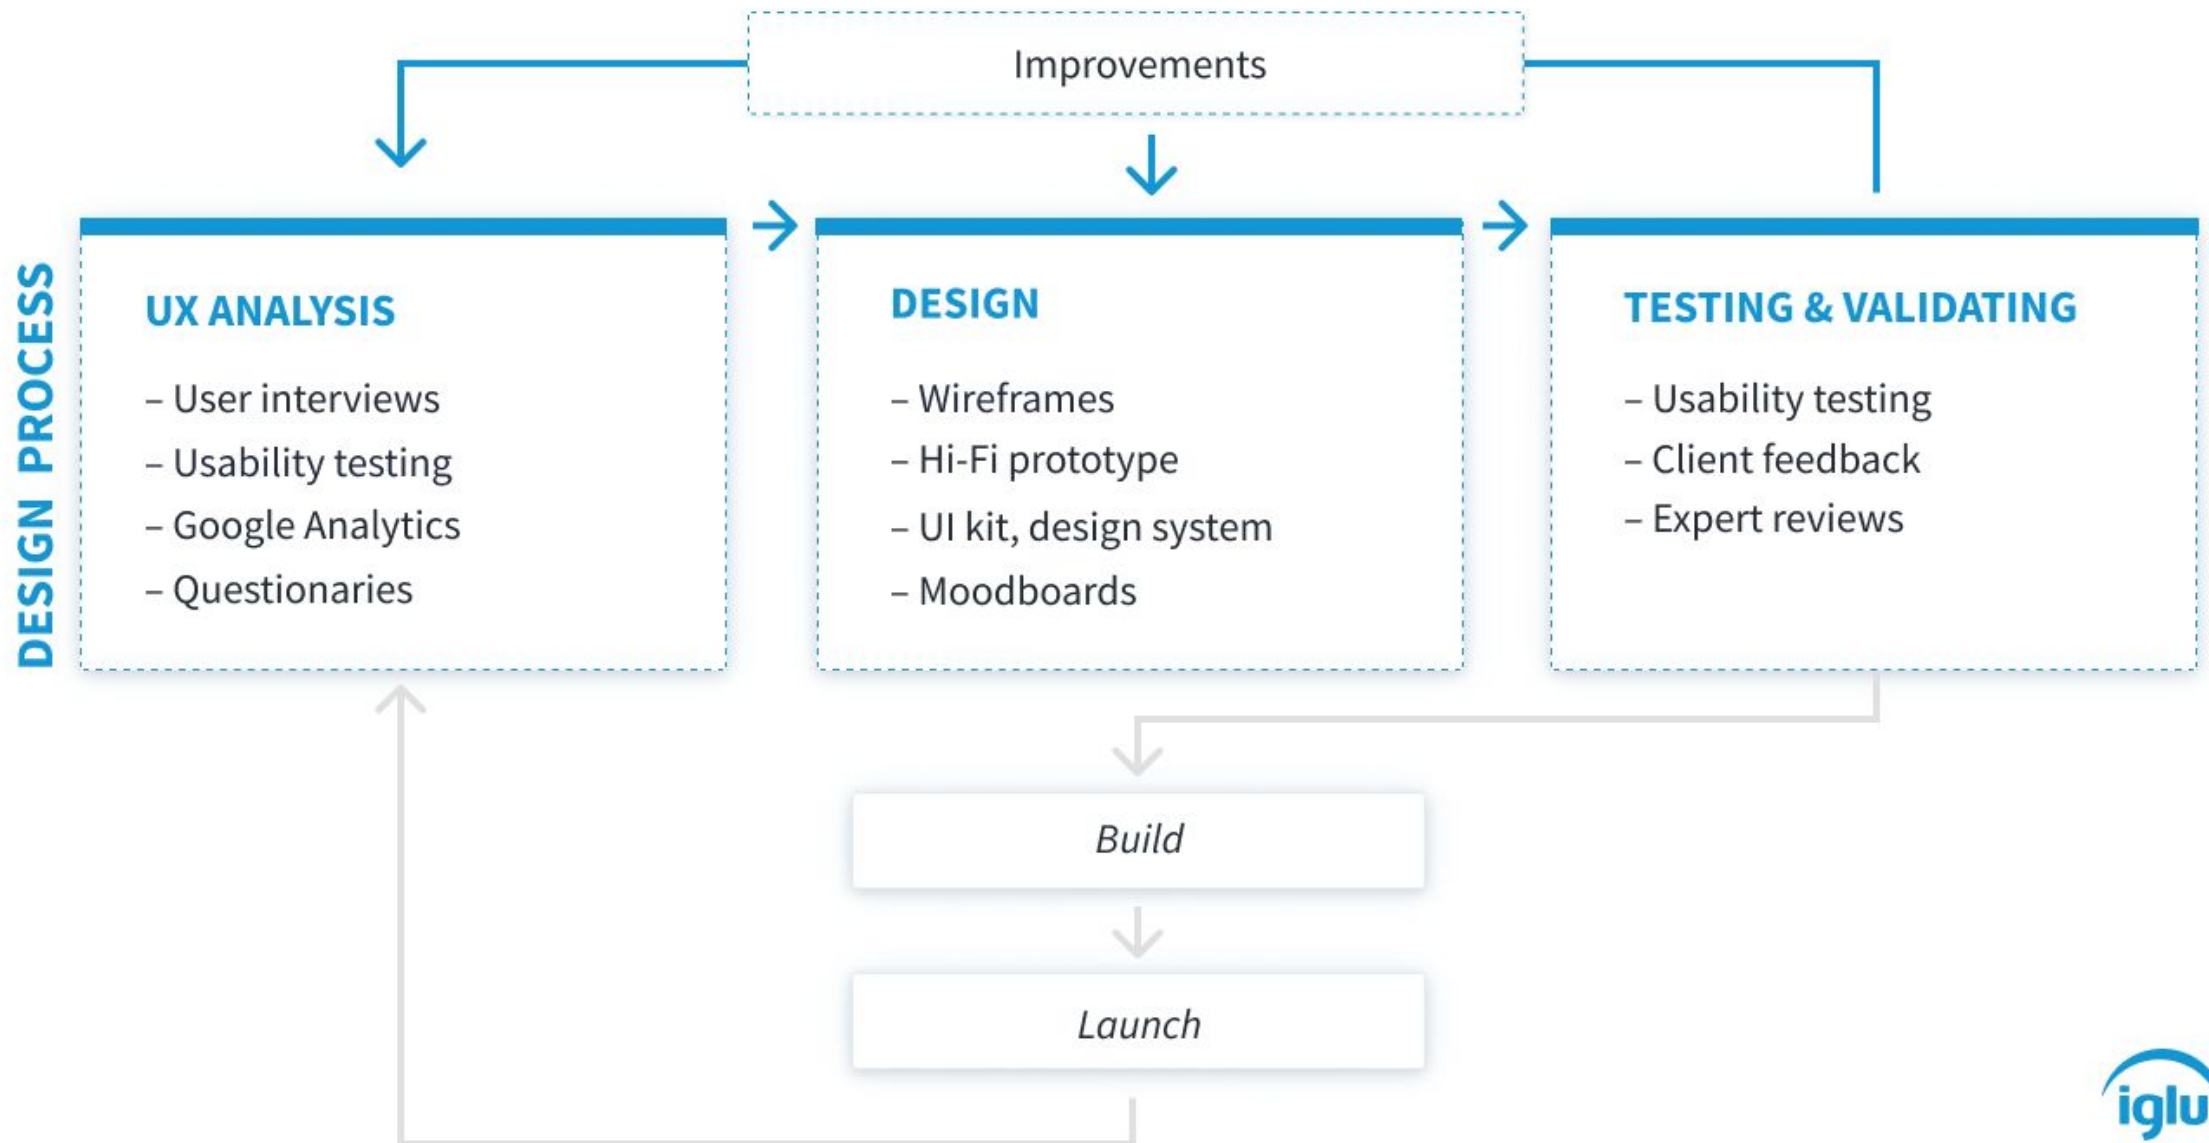 Improvements
DESIGN PROCESS
UX ANALYSIS
– User interviews
– Usability testing
– Google Analytics
– Questionaries
DESIGN
– Wireframes
– Hi-Fi prototype
– UI kit, design system
– Moodboards
TESTING & VALIDATING
– Usability testing
– Client feedback
– Expert reviews
Build
Launch
iglu